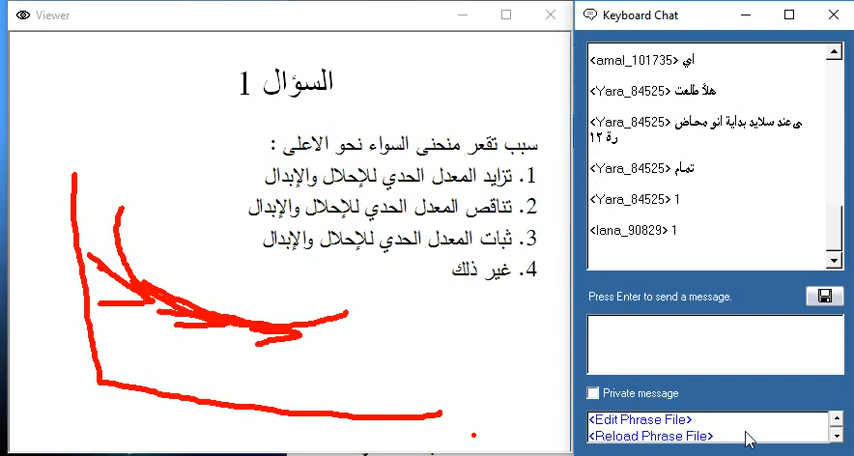 Viewer
السؤال 1
سبب تقعر منحنى السواء نحو الاعلى :
1. تزايد المعدل الحدي للإحلال والإبدال
2. تناقص المعدل الحدي للإحلال والإبدال
3. ثبات المعدل الحدي للإحلال والإبدال
4. غير ذلك
Keyboard Chat
<amal_101735> اي
<Yara_84525> هلأ طلعت
<Yara_84525> ى عند سلايد بداية انو محاض
رة ١٢
<Yara_84525> تمام
<Yara_84525> 1
<lana_90829> 1
Press Enter to send a message.
Private message
<Edit Phrase File>
<Reload Phrase File>